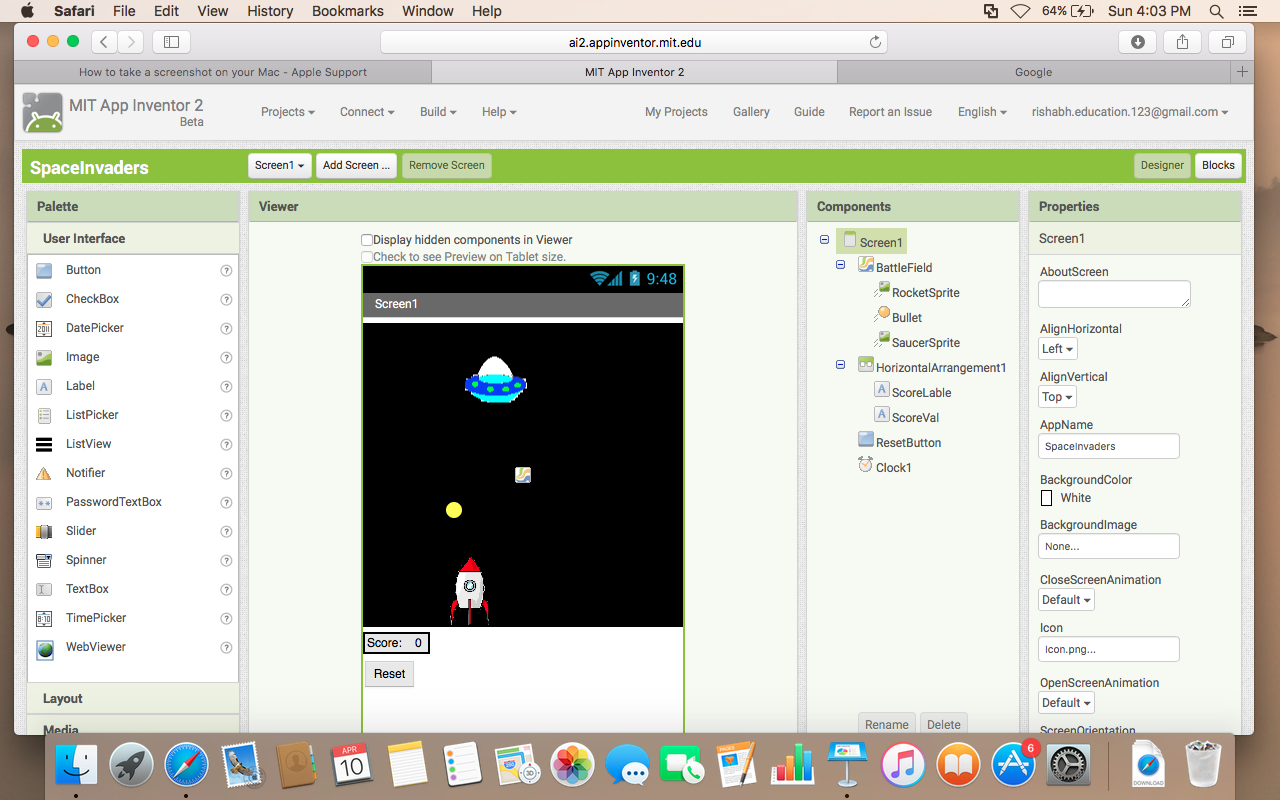 Safari File Edit View History Bookmarks Window Help 64% Sun 4:03 PM
ai2.appinventor.mit.edu
How to take a screenshot on your Mac - Apple Support MIT App Inventor 2 Google
MIT App Inventor 2
Beta
Projects Connect Build Help My Projects Gallery Guide Report an Issue English rishabh.education.123@gmail.com
SpaceInvaders Screen1 Add Screen ... Remove Screen Designer Blocks
Palette
User Interface
Button ?
CheckBox ?
DatePicker ?
Image ?
Label ?
ListPicker ?
ListView ?
Notifier ?
PasswordTextBox ?
Slider ?
Spinner ?
TextBox ?
TimePicker ?
WebViewer ?
Layout
Media
Viewer
Display hidden components in Viewer
Check to see Preview on Tablet size.
9:48
Screen1
Score: 0
Reset
Components
Screen1
BattleField
RocketSprite
Bullet
SaucerSprite
HorizontalArrangement1
A ScoreLable
A ScoreVal
ResetButton
Clock1
Rename Delete
Properties
Screen1
AboutScreen
AlignHorizontal
Left
AlignVertical
Top
AppName
SpaceInvaders
BackgroundColor
White
BackgroundImage
None...
CloseScreenAnimation
Default
Icon
Icon.png...
OpenScreenAnimation
Default
ScreenOrientation
APR
10
3D
PAGES
6
DOWNLOAD